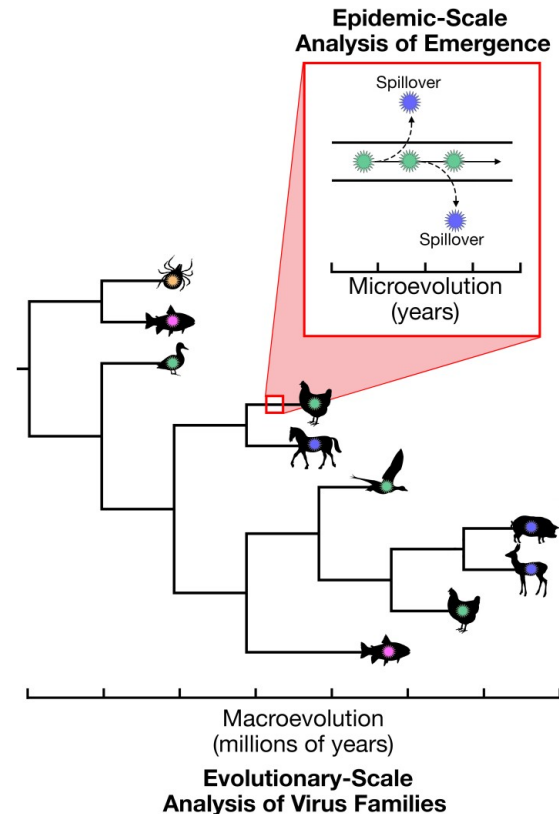 Epidemic-Scale
Analysis of Emergence
Spillover
Spillover
Microevolution
(years)
Macroevolution
(millions of years)
Evolutionary-Scale
Analysis of Virus Families